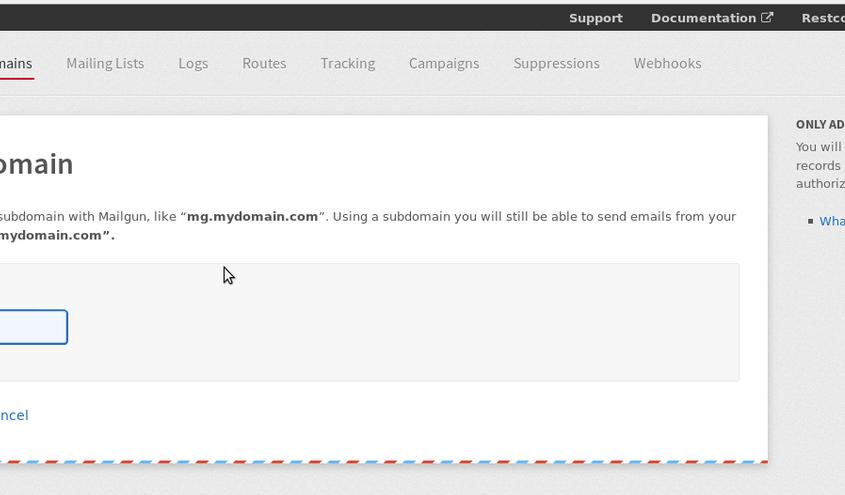 Support Documentation Restco
mains Mailing Lists Logs Routes Tracking Campaigns Suppressions Webhooks
omain
subdomain with Mailgun, like “mg.mydomain.com”. Using a subdomain you will still be able to send emails from your
mydomain.com”.
ncel
ONLY AD
You will
records
authoriz
Wha